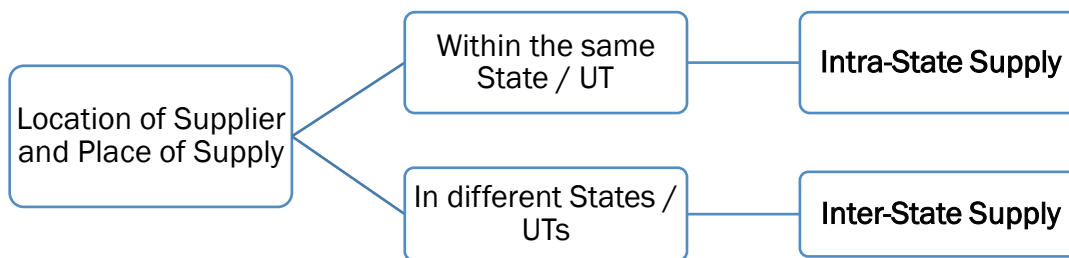 Location of Supplier
and Place of Supply
Within the same
State / UT
Intra-State Supply
In different States /
UTs
Inter-State Supply